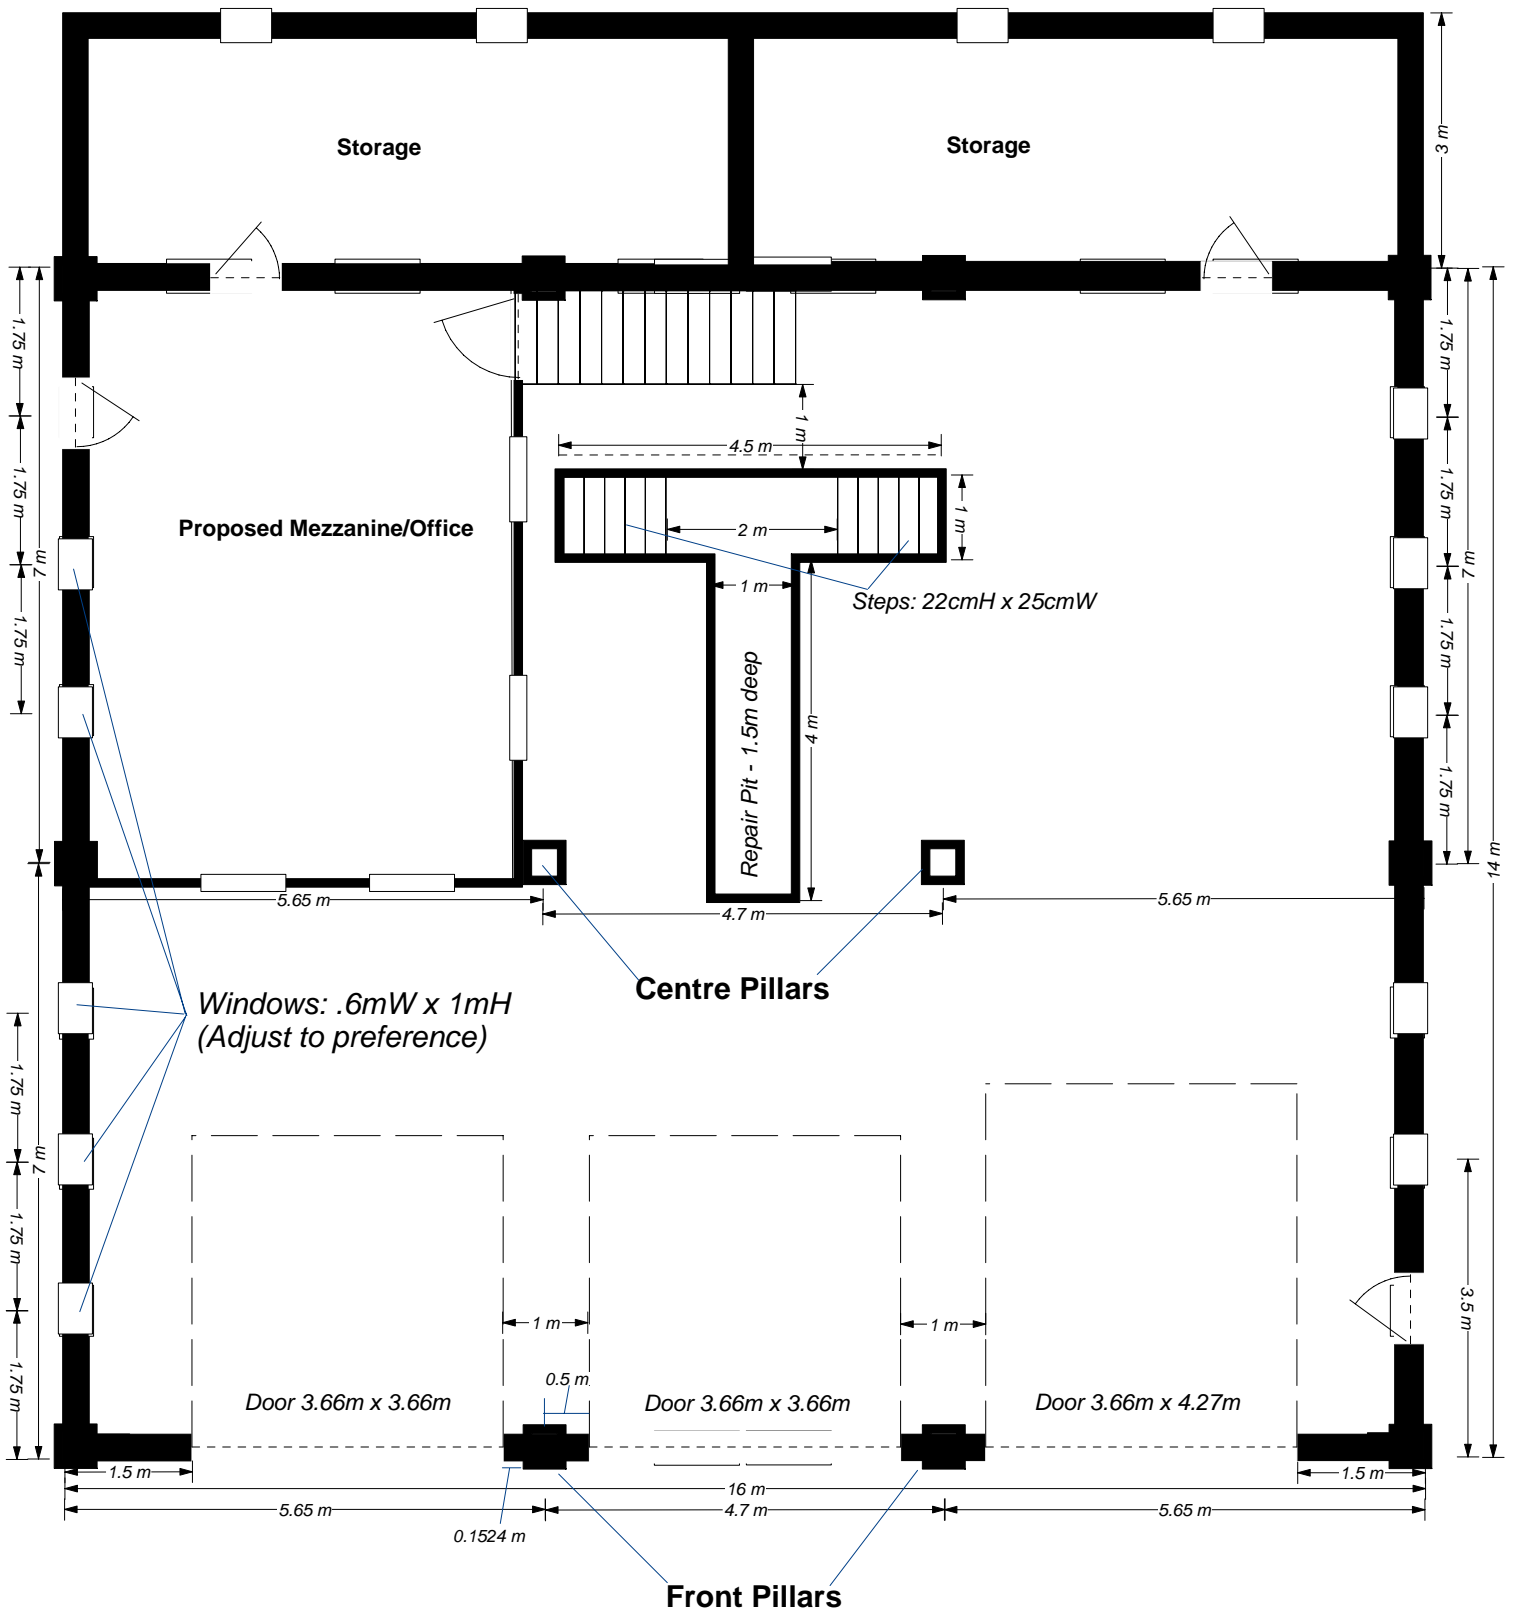 Storage
Storage
3 m
1.75 m
1.75 m
1 m
4.5 m
7 m
1.75 m
1.75 m
Proposed Mezzanine/Office
2 m
1 m
7 m
1 m
Steps: 22cmH x 25cmW
1.75 m
1.75 m
Repair Pit - 1.5m deep
4 m
1.75 m
14 m
5.65 m
4.7 m
5.65 m
Centre Pillars
Windows: .6mW x 1mH
(Adjust to preference)
1.75 m
7 m
1.75 m
3.5 m
1 m
1 m
0.5 m
1.75 m
Door 3.66m x 3.66m
Door 3.66m x 3.66m
Door 3.66m x 4.27m
1.5 m
1.5 m
16 m
5.65 m
4.7 m
5.65 m
0.1524 m
Front Pillars